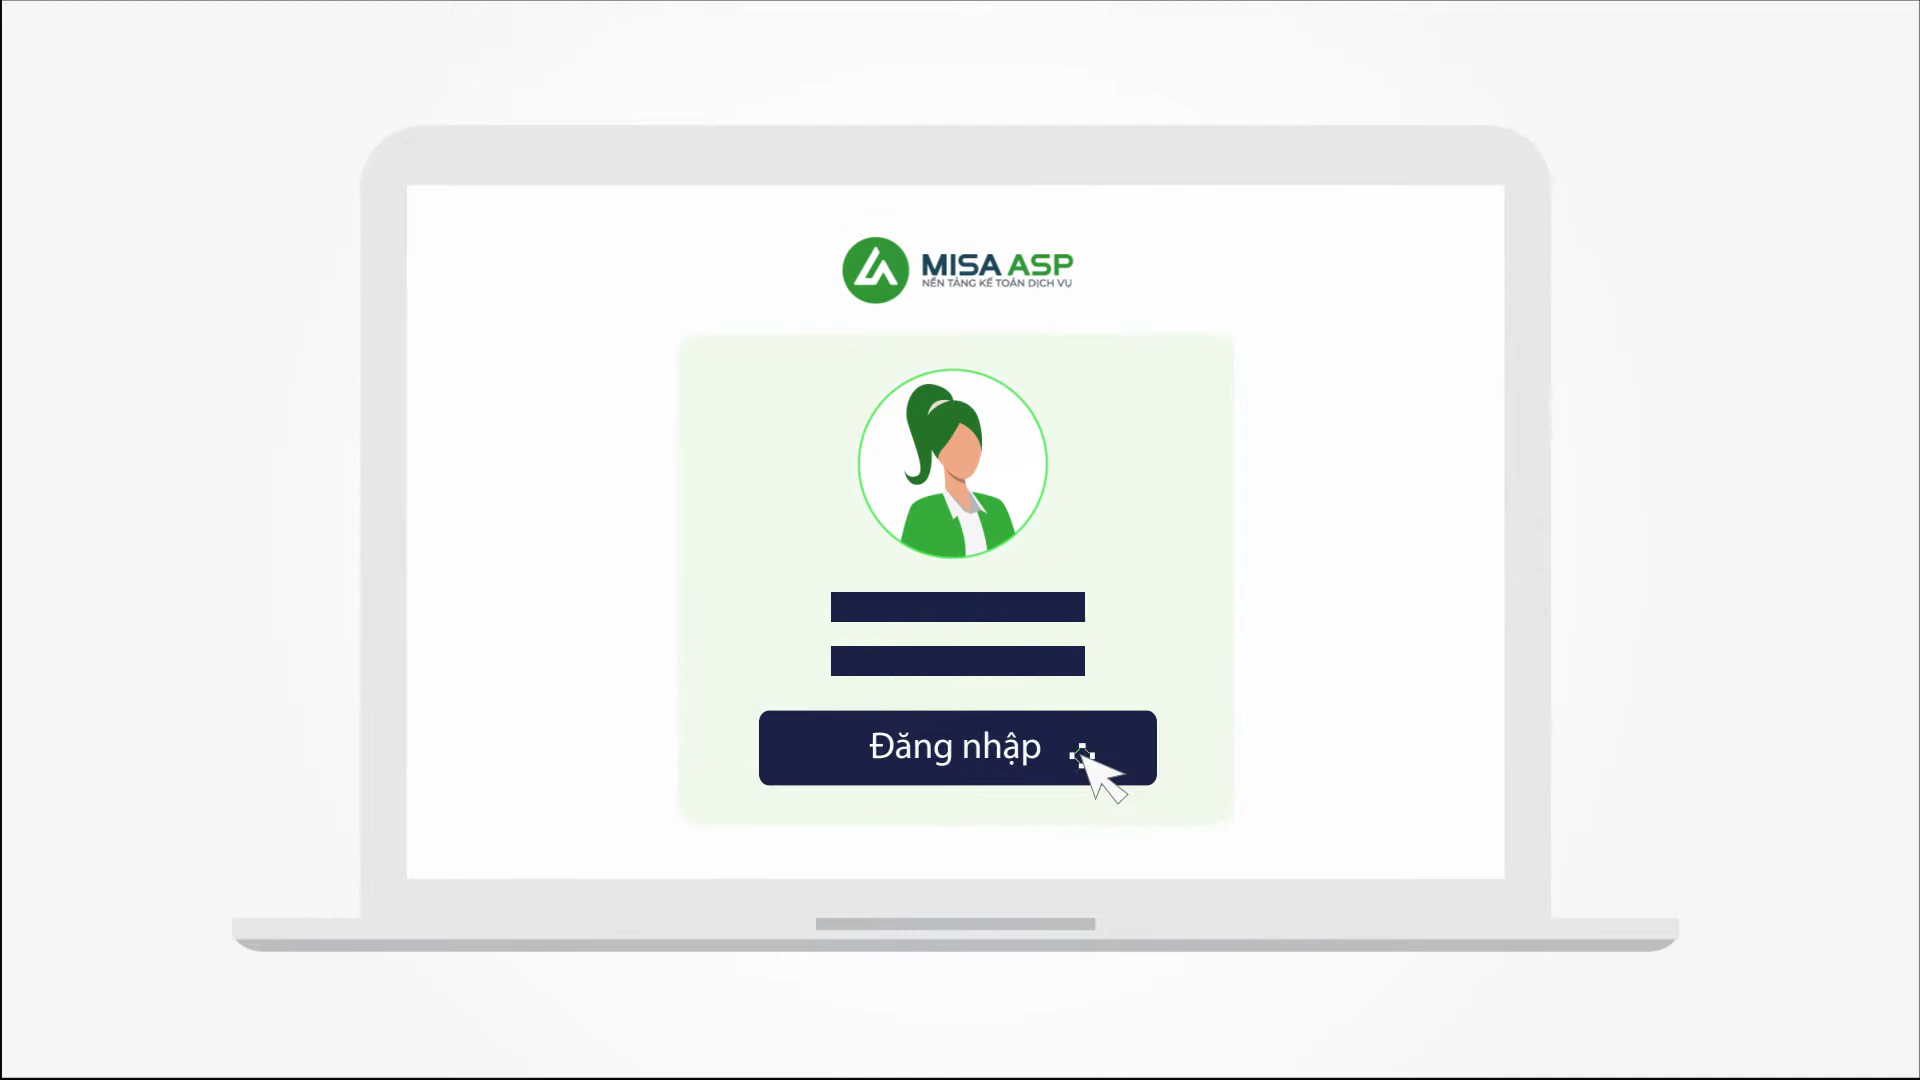 MISA ASP
NỀN TẢNG KẾ TOÁN DỊCH VỤ
Đăng nhập